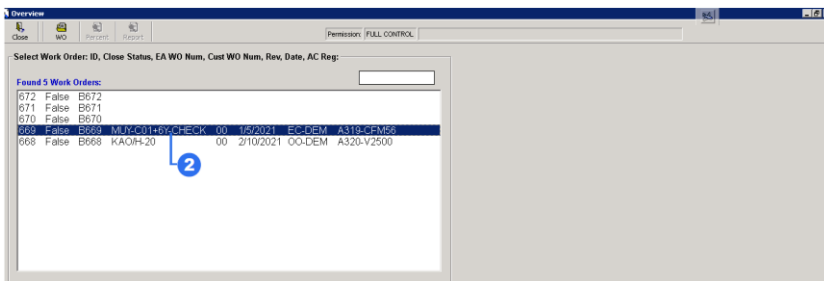 Overview
Close WO Percent Report Permission: FULL CONTROL
Select Work Order: ID, Close Status, EA WO Num, Cust WO Num, Rev, Date, AC Reg:
Found 5 Work Orders:
672 False B672
671 False B671
670 False B670
669 False B669 MUY-C01+6Y-CHECK 00 1/5/2021 EC-DEM A319-CFM56
668 False B668 KAO/H-20 00 2/10/2021 OO-DEM A320-V2500
2